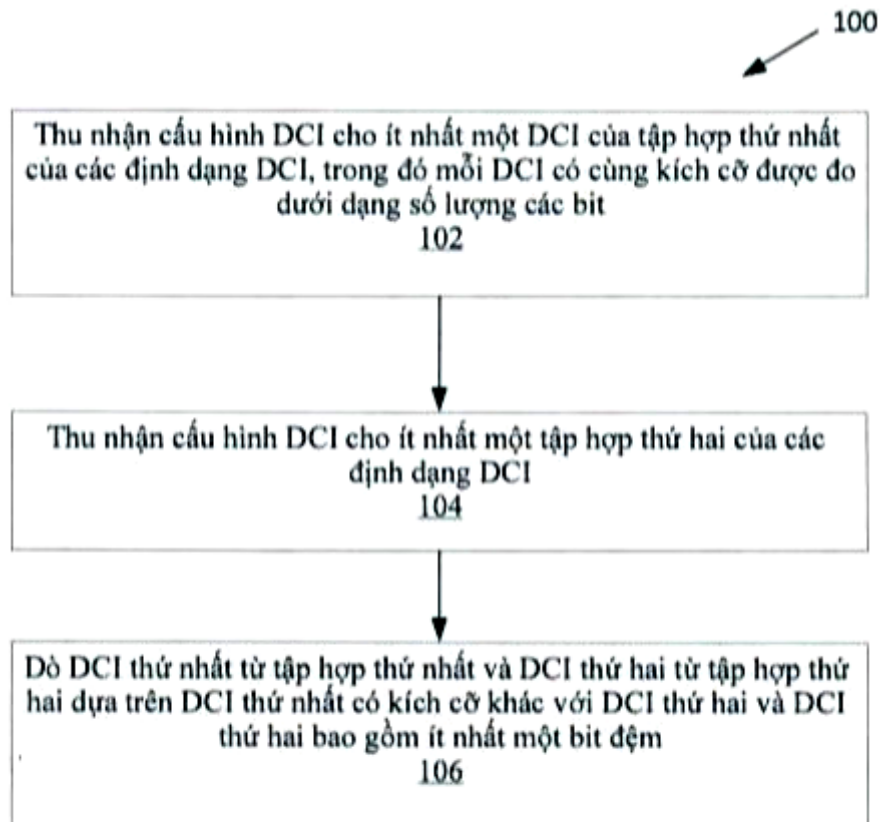 100
Thu nhận cấu hình DCI cho ít nhất một DCI của tập hợp thứ nhất
của các định dạng DCI, trong đó mỗi DCI có cùng kích cỡ được đo
dưới dạng số lượng các bit
102
Thu nhận cấu hình DCI cho ít nhất một tập hợp thứ hai của các
định dạng DCI
104
Dò DCI thứ nhất từ tập hợp thứ nhất và DCI thứ hai từ tập hợp thứ
hai dựa trên DCI thứ nhất có kích cỡ khác với DCI thứ hai và DCI
thứ hai bao gồm ít nhất một bit đệm
106